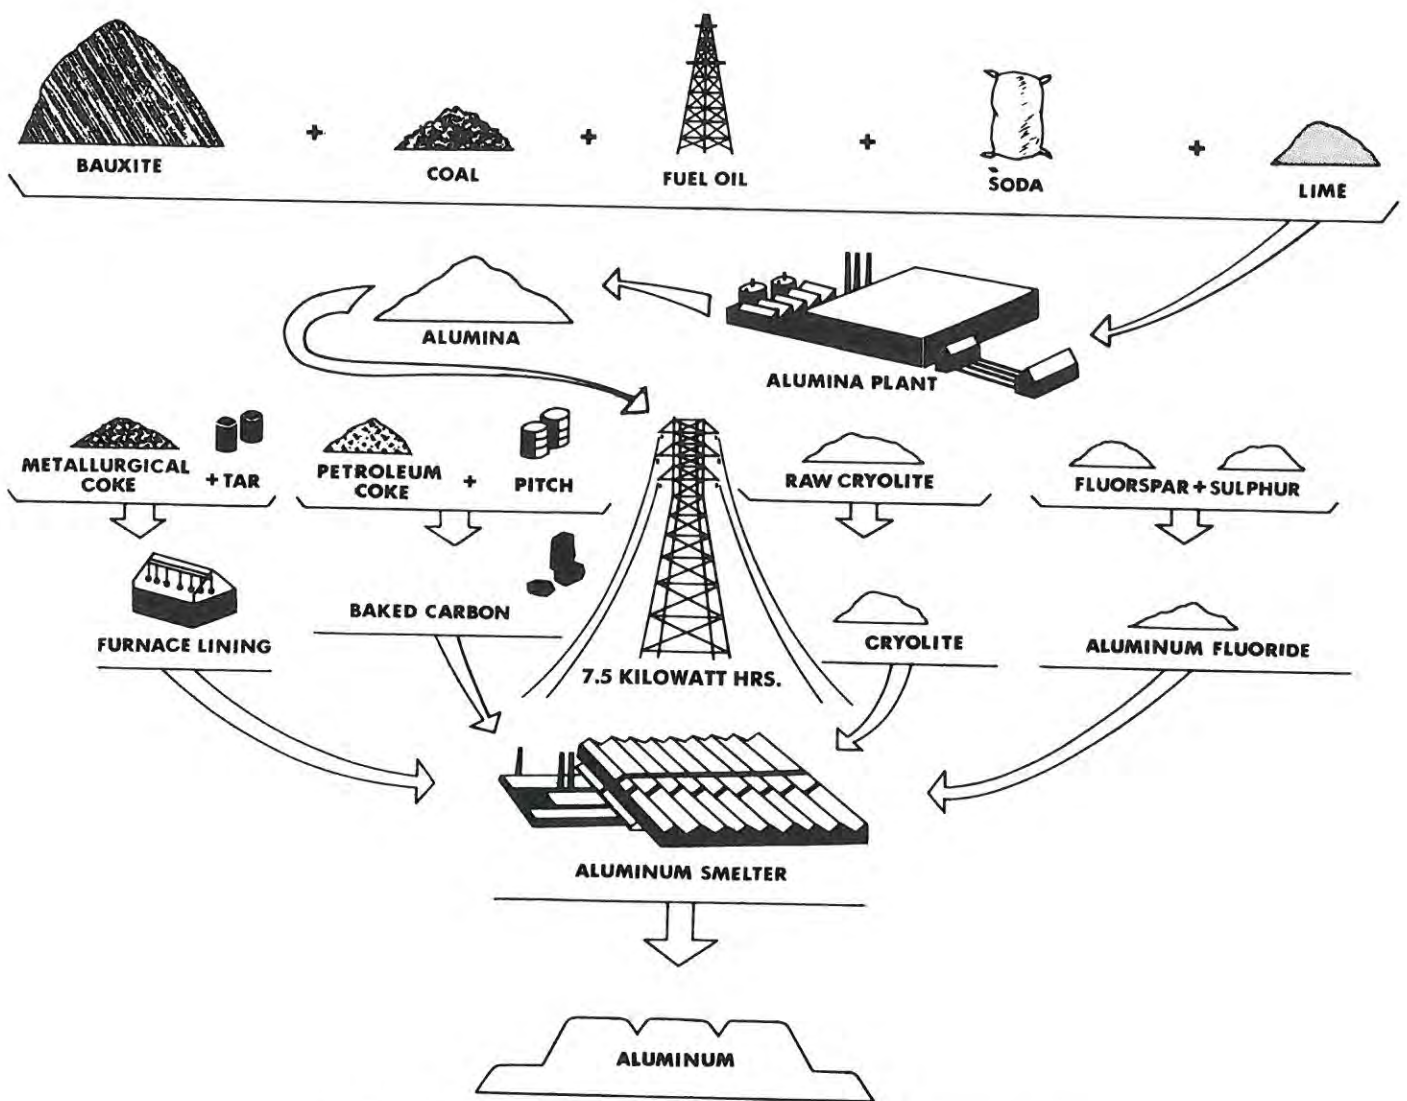 BAUXITE
+
COAL
+
FUEL OIL
+
SODA
+
LIME
ALUMINA
ALUMINA PLANT
METALLURGICAL
COKE
+ TAR
PETROLEUM
COKE
+
PITCH
RAW CRYOLITE
FLUORSPAR + SULPHUR
FURNACE LINING
BAKED CARBON
7.5 KILOWATT HRS.
CRYOLITE
ALUMINUM FLUORIDE
ALUMINUM SMELTER
ALUMINUM